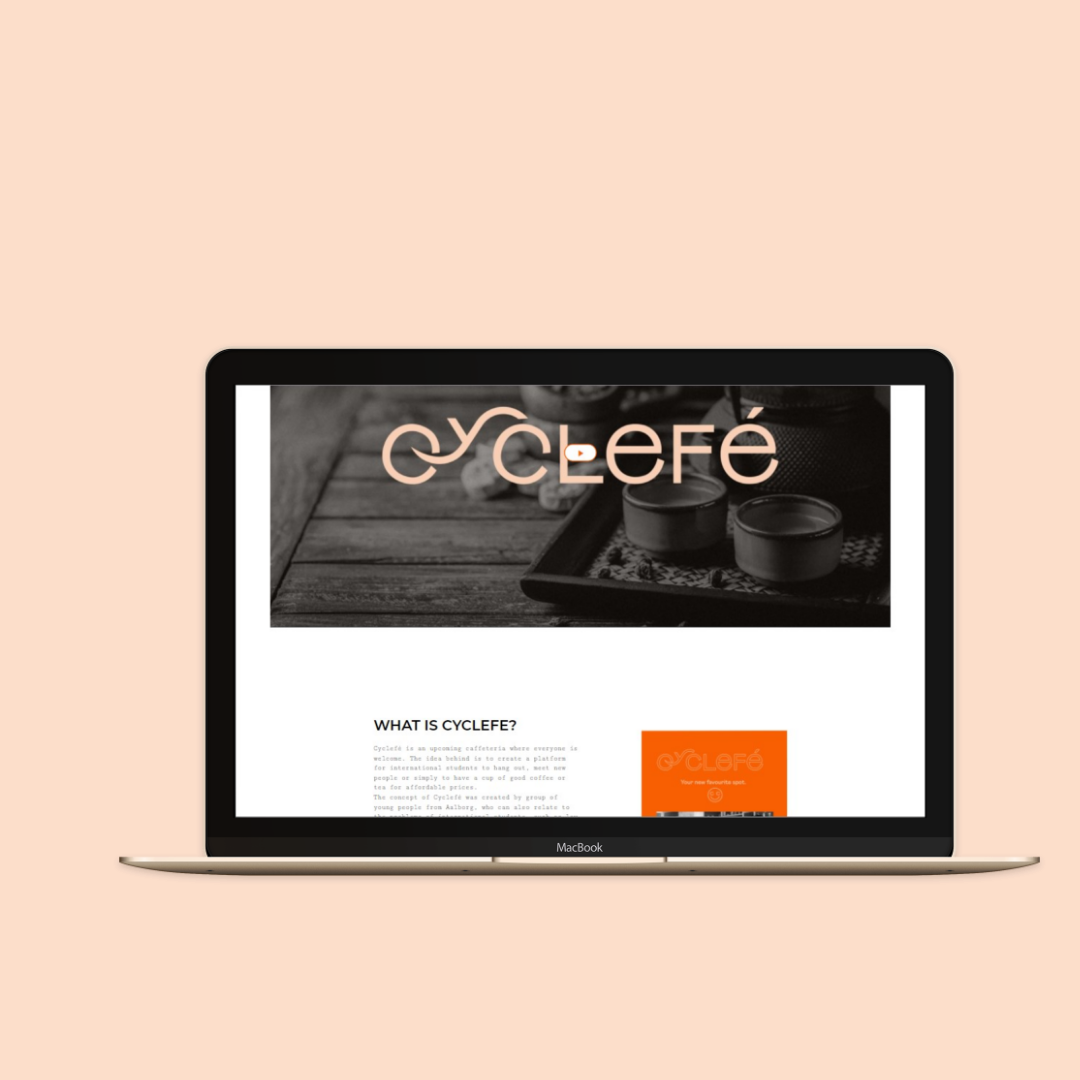 CYCLEFé
WHAT IS CYCLEFE?
Cyclefé is an upcoming caffeteria where everyone is
welcome. The idea behind is to create a platform
for international students to hang out, meet new
people or simply to have a cup of good coffee or
tea for affordable prices.
The concept of Cyclefé was created by group of
young people from Aalborg, who can also relate to
CYCLEFé
Your new favourite spot.
MacBook